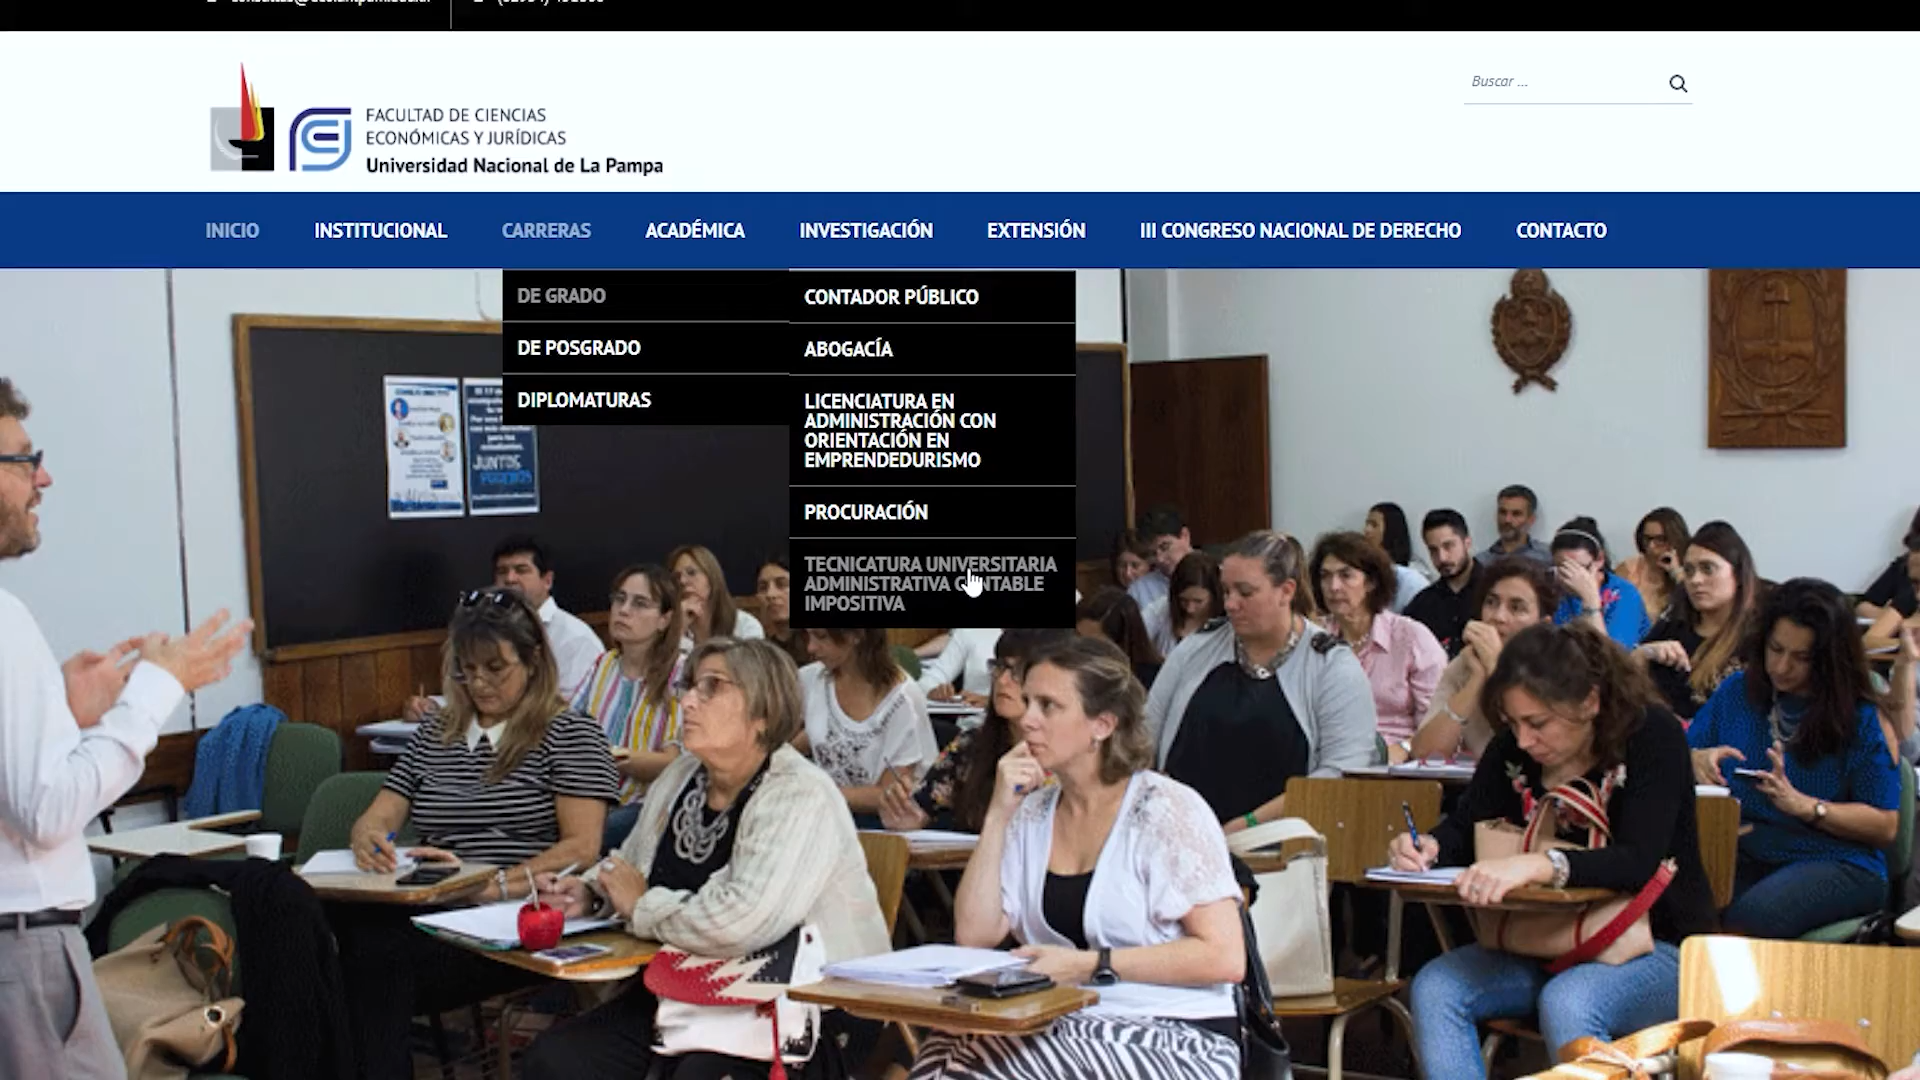 Buscar ...
FACULTAD DE CIENCIAS
ECONÓMICAS Y JURÍDICAS
Universidad Nacional de La Pampa
INICIO
INSTITUCIONAL
CARRERAS
ACADÉMICA
INVESTIGACIÓN
EXTENSIÓN
III CONGRESO NACIONAL DE DERECHO
CONTACTO
DE GRADO
DE POSGRADO
DIPLOMATURAS
CONTADOR PÚBLICO
ABOGACÍA
LICENCIATURA EN
ADMINISTRACIÓN CON
ORIENTACIÓN EN
EMPRENDEDURISMO
PROCURACIÓN
TECNICATURA UNIVERSITARIA
ADMINISTRATIVA CONTABLE
IMPOSITIVA
JUNTOS
PODEMOS